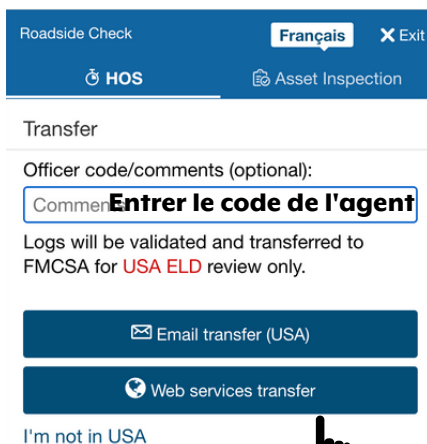 Roadside Check Français Exit
HOS Asset Inspection
Transfer
Officer code/comments (optional):
Comments Entrer le code de l'agent
Logs will be validated and transferred to
FMCSA for USA ELD review only.
Email transfer (USA)
Web services transfer
I'm not in USA